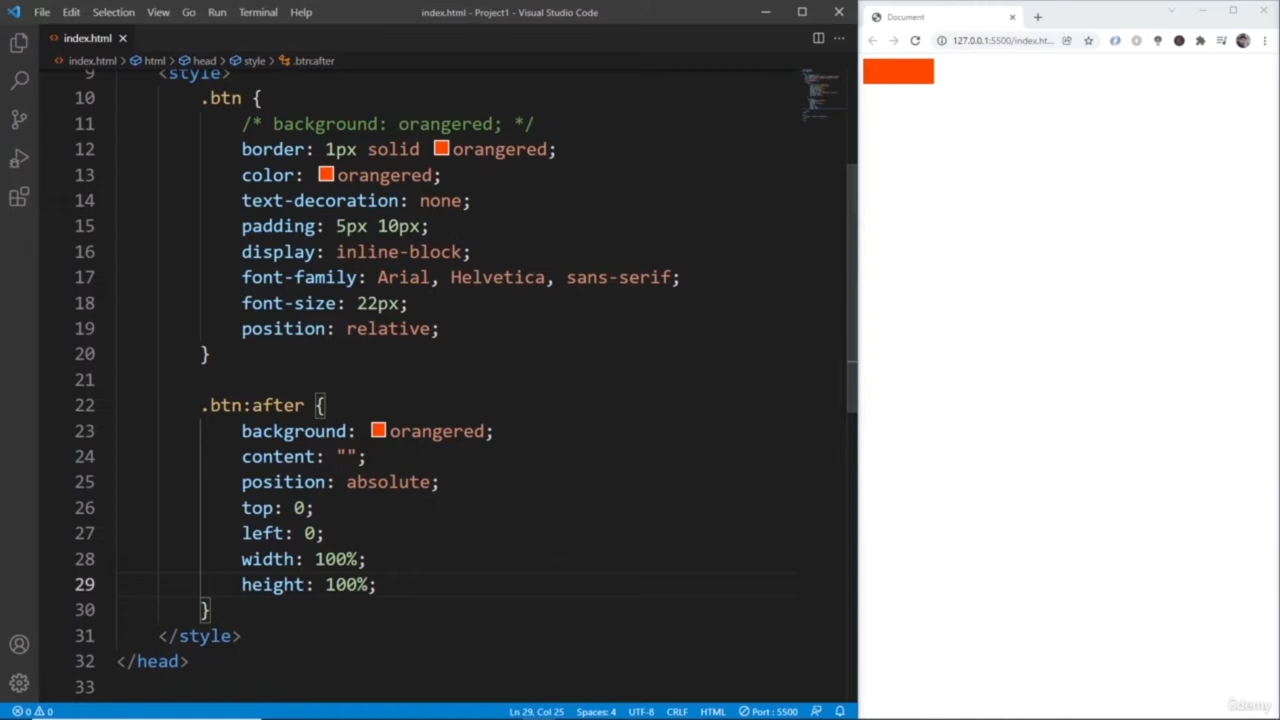 File Edit Selection View Go Run Terminal Help
index.html - Project1 - Visual Studio Code
Document
index.html
127.0.0.1:5500/index.ht...
index.html > html > head > style > .btn:after
9 <style>
10 .btn {
11 /* background: orangered; */
12 border: 1px solid orangered;
13 color: orangered;
14 text-decoration: none;
15 padding: 5px 10px;
16 display: inline-block;
17 font-family: Arial, Helvetica, sans-serif;
18 font-size: 22px;
19 position: relative;
20 }
21
22 .btn:after {
23 background: orangered;
24 content: "";
25 position: absolute;
26 top: 0;
27 left: 0;
28 width: 100%;
29 height: 100%;
30 }
31 </style>
32 </head>
33
0 0 Ln 29, Col 25 Spaces: 4 UTF-8 CRLF HTML Port : 5500
ûdemy